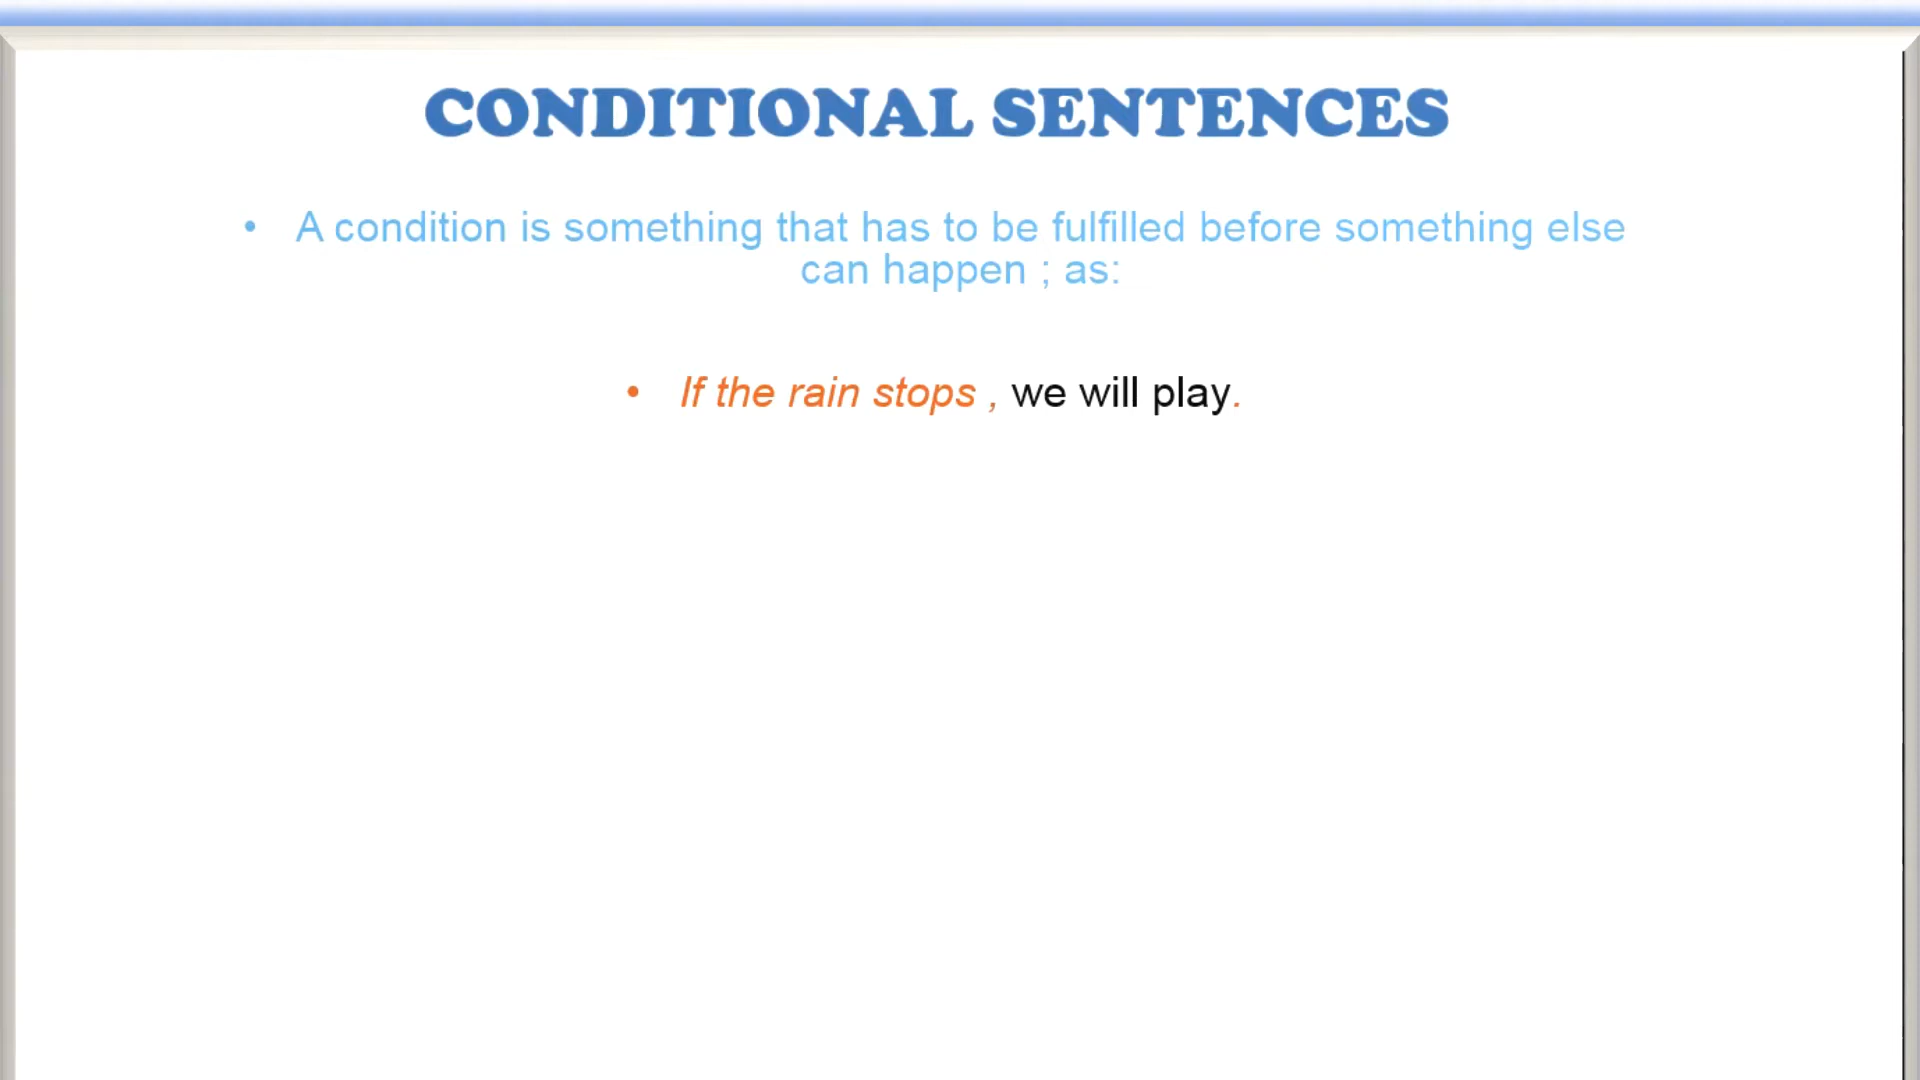 CONDITIONAL SENTENCES
• A condition is something that has to be fulfilled before something else
can happen ; as:
• If the rain stops , we will play.